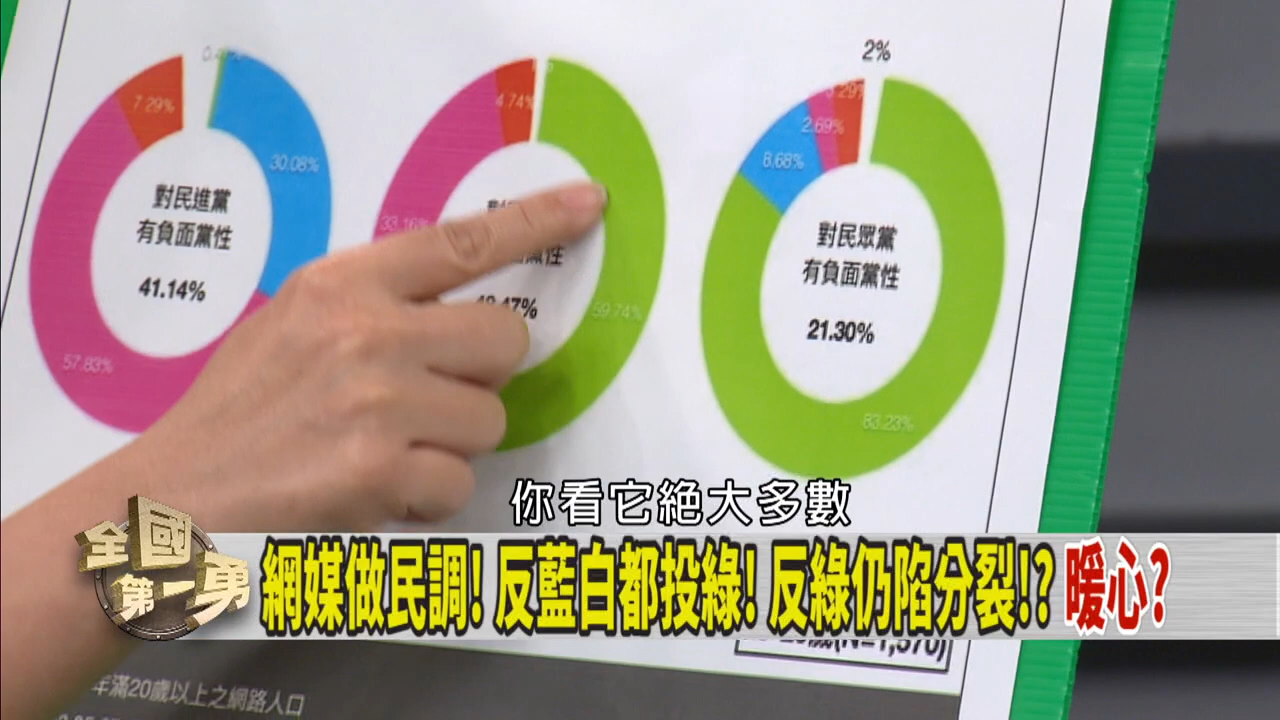 2%
7.29%
30.08%
對民進黨
有負面黨性
41.14%
57.83%
4.74%
33.16%
59.74%
3.29%
2.69%
8.68%
對民眾黨
有負面黨性
21.30%
83.23%
你看它絕大多數
全國第一勇
網媒做民調! 反藍白都投綠! 反綠仍陷分裂!? 暖心?
年滿20歲以上之網路人口